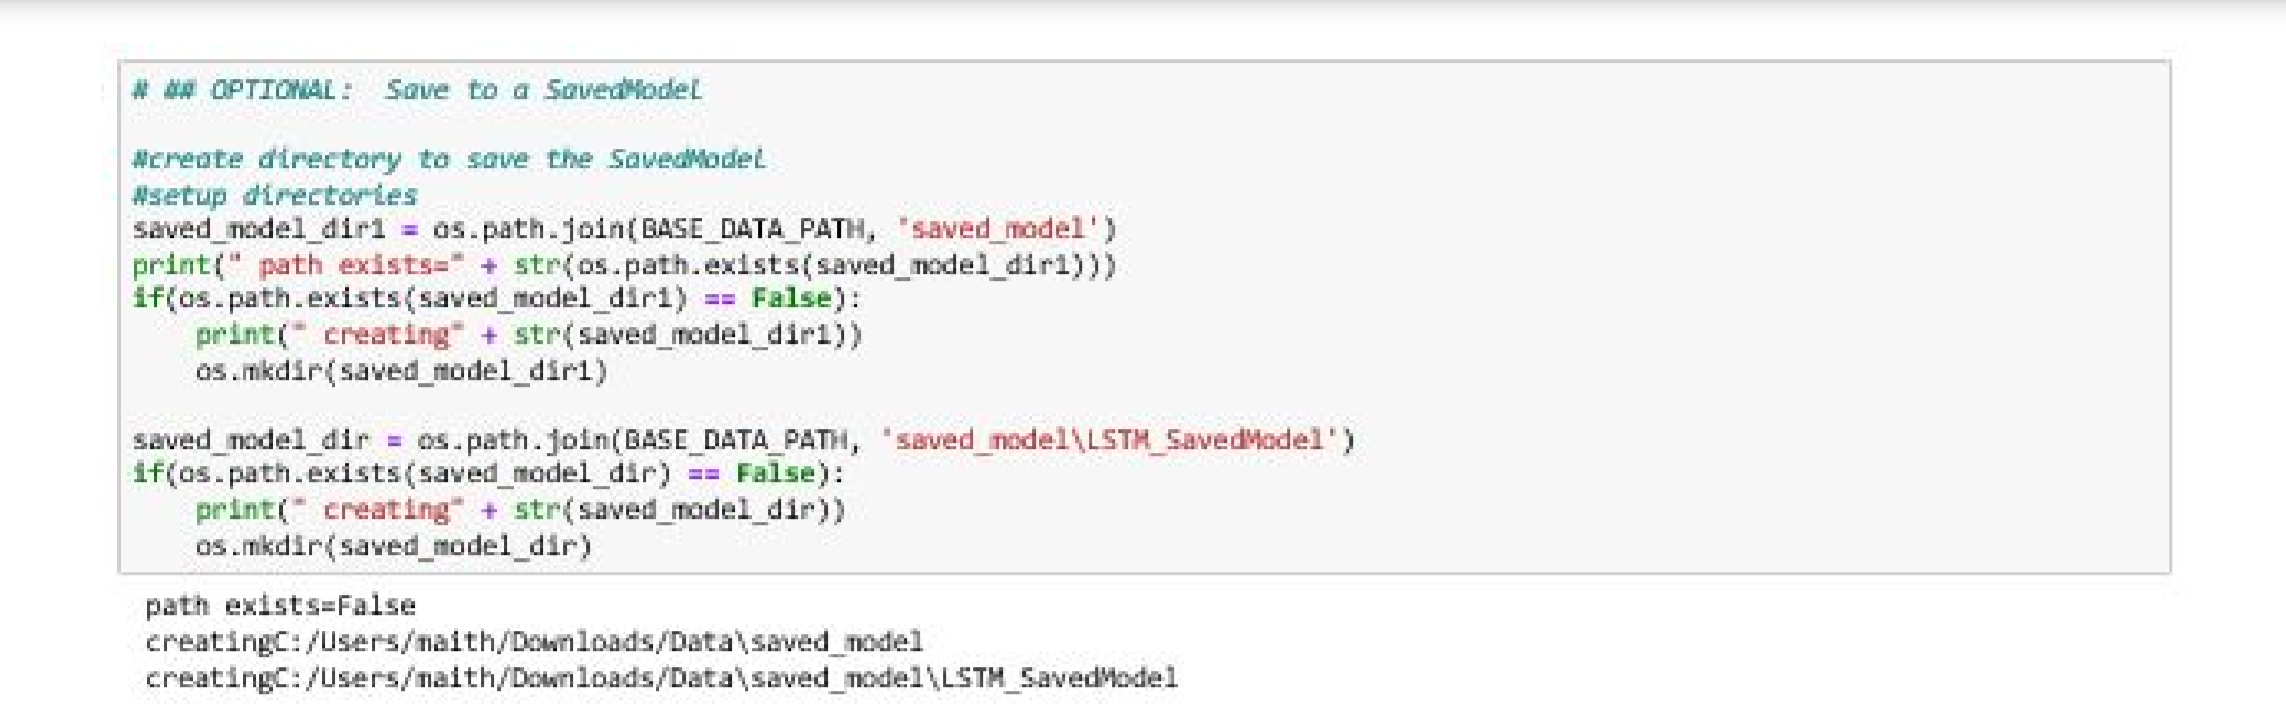 # ## OPTIONAL:  Save to a SavedModel

#create directory to save the SavedModel
#setup directories
saved_model_dir1 = os.path.join(BASE_DATA_PATH, 'saved_model')
print(" path exists=" + str(os.path.exists(saved_model_dir1)))
if(os.path.exists(saved_model_dir1) == False):
    print(" creating" + str(saved_model_dir1))
    os.mkdir(saved_model_dir1)

saved_model_dir = os.path.join(BASE_DATA_PATH, 'saved_model\LSTM_SavedModel')
if(os.path.exists(saved_model_dir) == False):
    print(" creating" + str(saved_model_dir))
    os.mkdir(saved_model_dir)
 path exists=False
 creatingC:/Users/maith/Downloads/Data\saved_model
 creatingC:/Users/maith/Downloads/Data\saved_model\LSTM_SavedModel